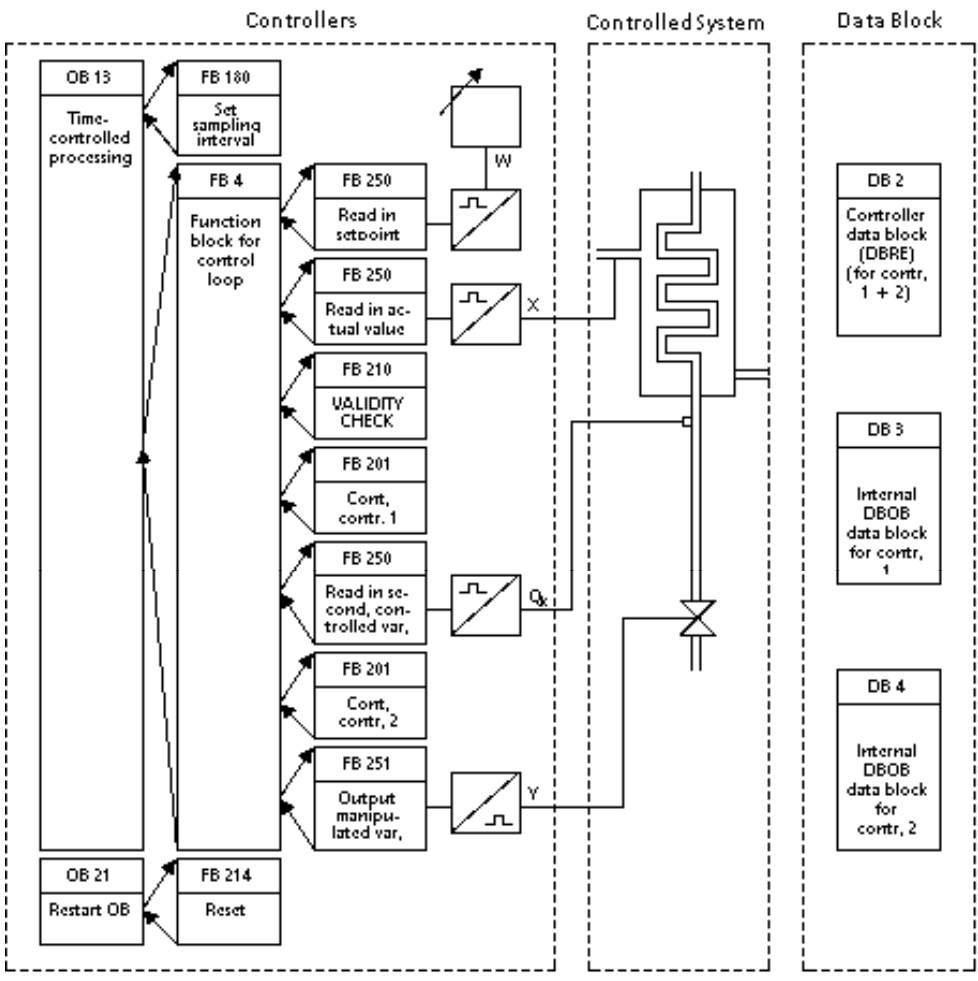 Controllers
Controlled System
Data Block
OB 13
Time-
controlled
processing
FB 180
Set
sampling
interval
FB 4
Function
block for
control
loop
W
FB 250
Read in
setpoint
FB 250
Read in ac-
tual value
X
FB 210
VALIDITY
CHECK
FB 201
Cont,
contr. 1
FB 250
Read in se-
cond, con-
trolled var,
Qk
FB 201
Cont,
contr, 2
FB 251
Output
manipu-
lated var,
Y
OB 21
Restart OB
FB 214
Reset
DB 2
Controller
data block
(DBRE)
(for contr,
1 + 2)
DB 3
Internal
DBOB
data block
for contr,
1
DB 4
Internal
DBOB
data block
for
contr, 2